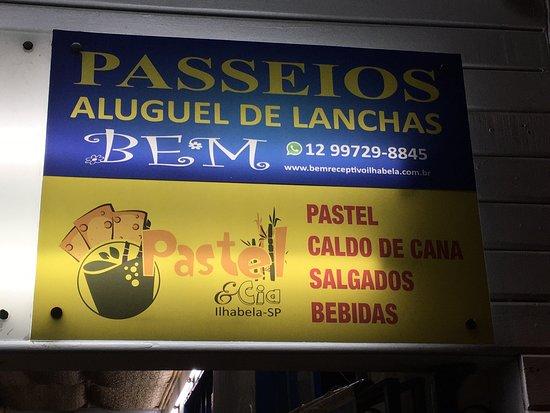 PASSEIOS
ALUGUEL DE LANCHAS
BEM
12 99729-8845
www.bemreceptivoilhabela.com.br
Pastel
&Cia
Ilhabela-SP
PASTEL
CALDO DE CANA
SALGADOS
BEBIDAS